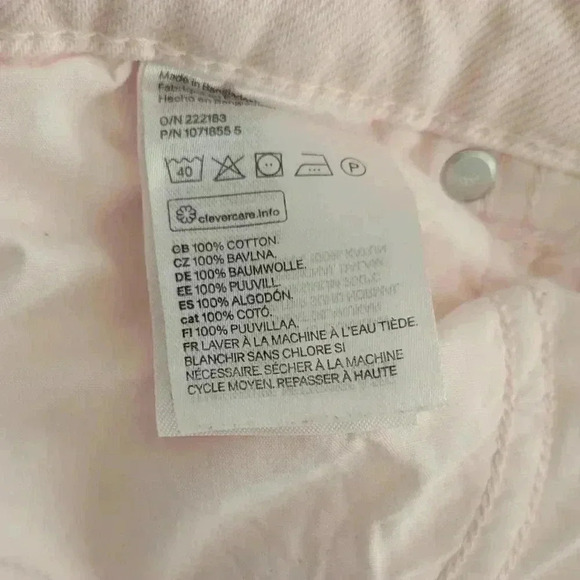 Made in Bangladesh
Hecho en
O/N 222183
P/N 1071855 5
40
P
clevercare.info
GB 100% COTTON.
CZ 100% BAVLNA.
DE 100% BAUMWOLLE.
EE 100% PUUVILL.
ES 100% ALGODÓN.
cat 100% COTÓ.
FI 100% PUUVILLAA.
FR LAVER À LA MACHINE À L'EAU TIÈDE.
BLANCHIR SANS CHLORE SI
NÉCESSAIRE. SÉCHER À LA MACHINE
CYCLE MOYEN. REPASSER À HAUTE